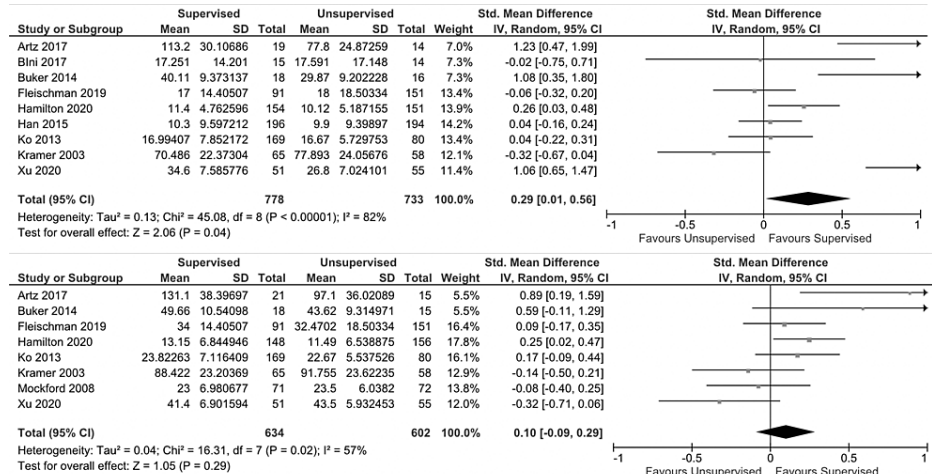 Supervised Unsupervised Std. Mean Difference Std. Mean Difference
Study or Subgroup Mean SD Total Mean SD Total Weight IV, Random, 95% CI IV, Random, 95% CI
Artz 2017 113.2 30.10686 19 77.8 24.87259 14 7.0% 1.23 [0.47, 1.99]
BIni 2017 17.251 14.201 15 17.591 17.148 14 7.3% -0.02 [-0.75, 0.71]
Buker 2014 40.11 9.373137 18 29.87 9.202228 16 7.3% 1.08 [0.35, 1.80]
Fleischman 2019 17 14.40507 91 18 18.50334 151 13.4% -0.06 [-0.32, 0.20]
Hamilton 2020 11.4 4.762596 154 10.12 5.187155 151 13.9% 0.26 [0.03, 0.48]
Han 2015 10.3 9.597212 196 9.9 9.39897 194 14.2% 0.04 [-0.16, 0.24]
Ko 2013 16.99407 7.852172 169 16.67 5.729753 80 13.4% 0.04 [-0.22, 0.31]
Kramer 2003 70.486 22.37304 65 77.893 24.05676 58 12.1% -0.32 [-0.67, 0.04]
Xu 2020 34.6 7.585776 51 26.8 7.024101 55 11.4% 1.06 [0.65, 1.47]
Total (95% CI) 778 733 100.0% 0.29 [0.01, 0.56]
Heterogeneity: Tau² = 0.13; Chi² = 45.08, df = 8 (P < 0.00001); I² = 82%
Test for overall effect: Z = 2.06 (P = 0.04)
-1 -0.5 0 0.5 1
Favours Unsupervised Favours Supervised
Supervised Unsupervised Std. Mean Difference Std. Mean Difference
Study or Subgroup Mean SD Total Mean SD Total Weight IV, Random, 95% CI IV, Random, 95% CI
Artz 2017 131.1 38.39697 21 97.1 36.02089 15 5.5% 0.89 [0.19, 1.59]
Buker 2014 49.66 10.54098 18 43.62 9.314971 15 5.5% 0.59 [-0.11, 1.29]
Fleischman 2019 34 14.40507 91 32.4702 18.50334 151 16.4% 0.09 [-0.17, 0.35]
Hamilton 2020 13.15 6.844946 148 11.49 6.538875 156 17.8% 0.25 [0.02, 0.47]
Ko 2013 23.82263 7.116409 169 22.67 5.537526 80 16.1% 0.17 [-0.09, 0.44]
Kramer 2003 88.422 23.20369 65 91.755 23.62235 58 12.9% -0.14 [-0.50, 0.21]
Mockford 2008 23 6.980677 71 23.5 6.0382 72 13.8% -0.08 [-0.40, 0.25]
Xu 2020 41.4 6.901594 51 43.5 5.932453 55 12.0% -0.32 [-0.71, 0.06]
Total (95% CI) 634 602 100.0% 0.10 [-0.09, 0.29]
Heterogeneity: Tau² = 0.04; Chi² = 16.31, df = 7 (P = 0.02); I² = 57%
Test for overall effect: Z = 1.05 (P = 0.29)
-1 -0.5 0 0.5 1
Favours Unsupervised Favours Supervised